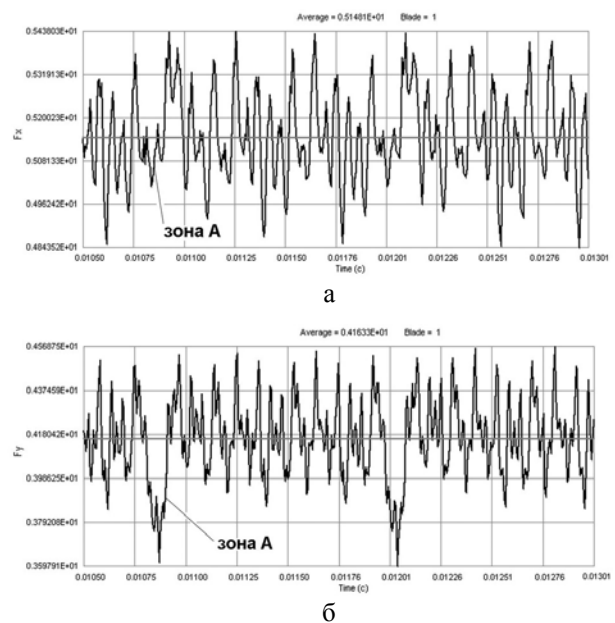 Average = 0.51481E+01 Blade = 1
0.543803E+01
0.531913E+01
0.520023E+01
0.508133E+01
0.496242E+01
0.484352E+01
Fx
зона А
0.01050 0.01075 0.01100 0.01125 0.01150 0.01176 0.01201 0.01226 0.01251 0.01276 0.01301
Time (c)
а
Average = 0.41633E+01 Blade = 1
0.456875E+01
0.437459E+01
0.418042E+01
0.398625E+01
0.379208E+01
0.359791E+01
Fy
зона А
0.01050 0.01075 0.01100 0.01125 0.01150 0.01176 0.01201 0.01226 0.01251 0.01276 0.01301
Time (c)
б